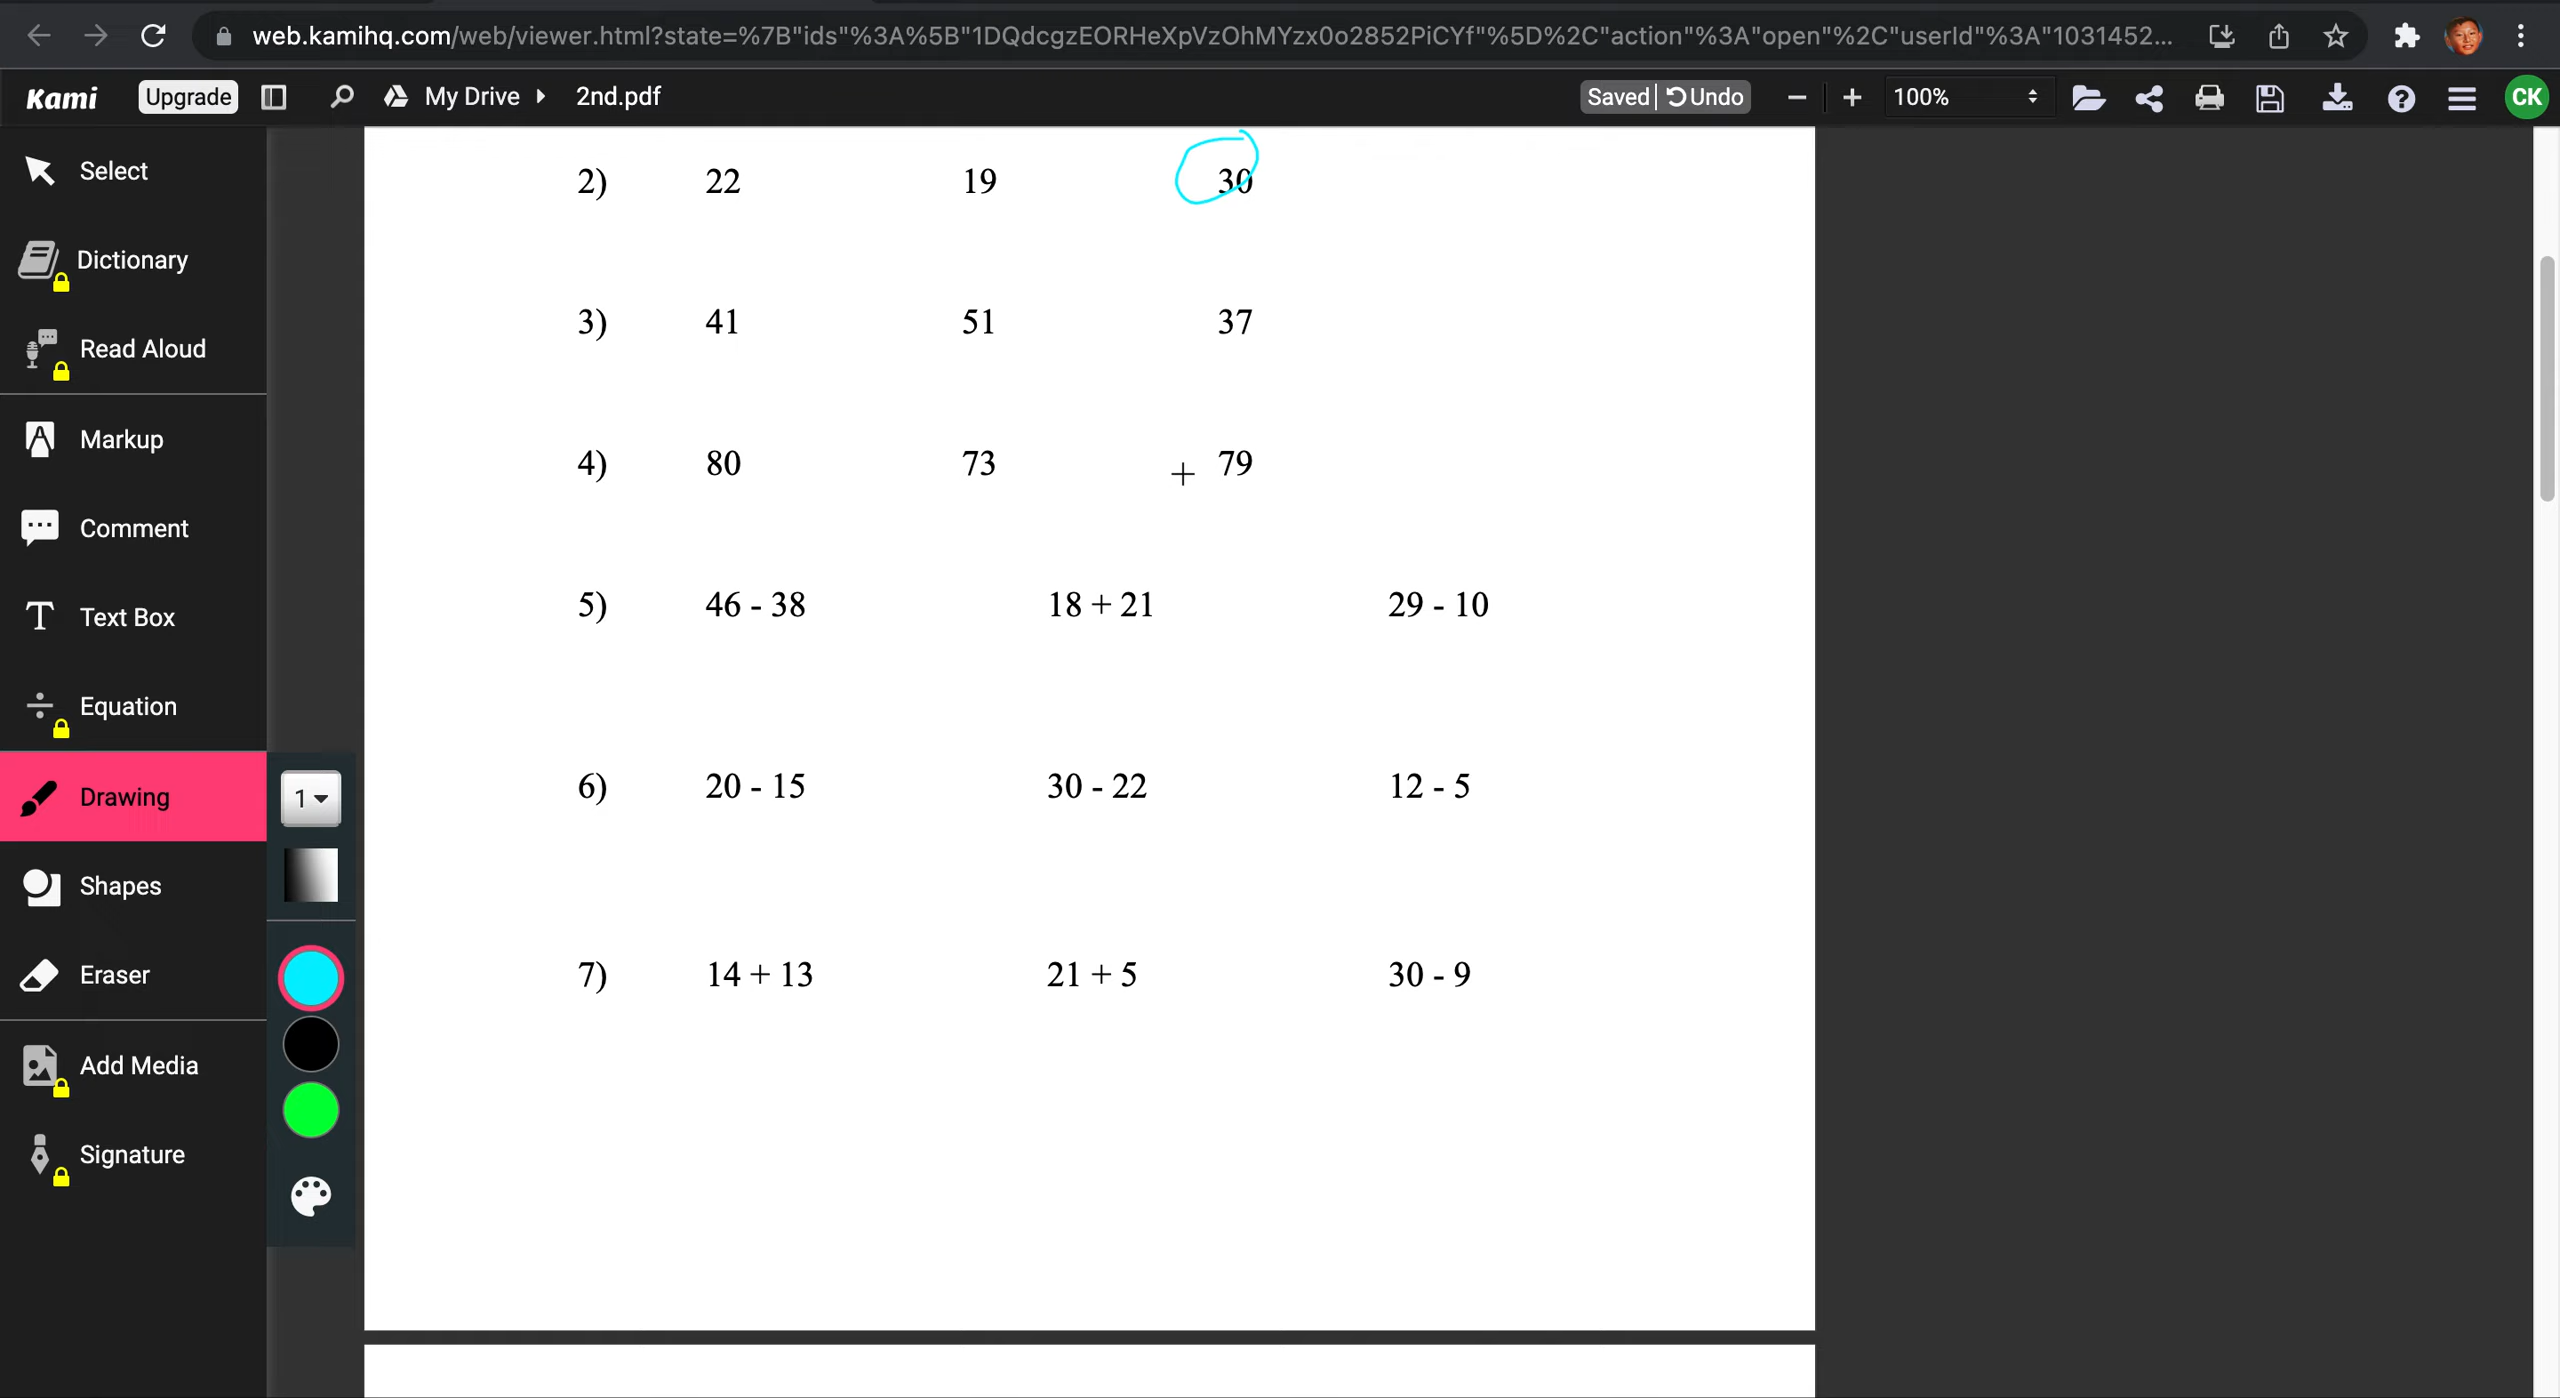 web.kamihq.com/web/viewer.html?state=%7B"ids"%3A%5B"1DQdcgzEORHeXpVzOhMYzx0o2852PiCYf"%5D%2C"action"%3A"open"%2C"userId"%3A"1031452...
Kami Upgrade My Drive 2nd.pdf Saved | Undo 100% CK
Select
Dictionary
Read Aloud
Markup
Comment
Text Box
Equation
Drawing 1
Shapes
Eraser
Add Media
Signature
2) 22 19 30
3) 41 51 37
4) 80 73 79
5) 46 - 38 18 + 21 29 - 10
6) 20 - 15 30 - 22 12 - 5
7) 14 + 13 21 + 5 30 - 9